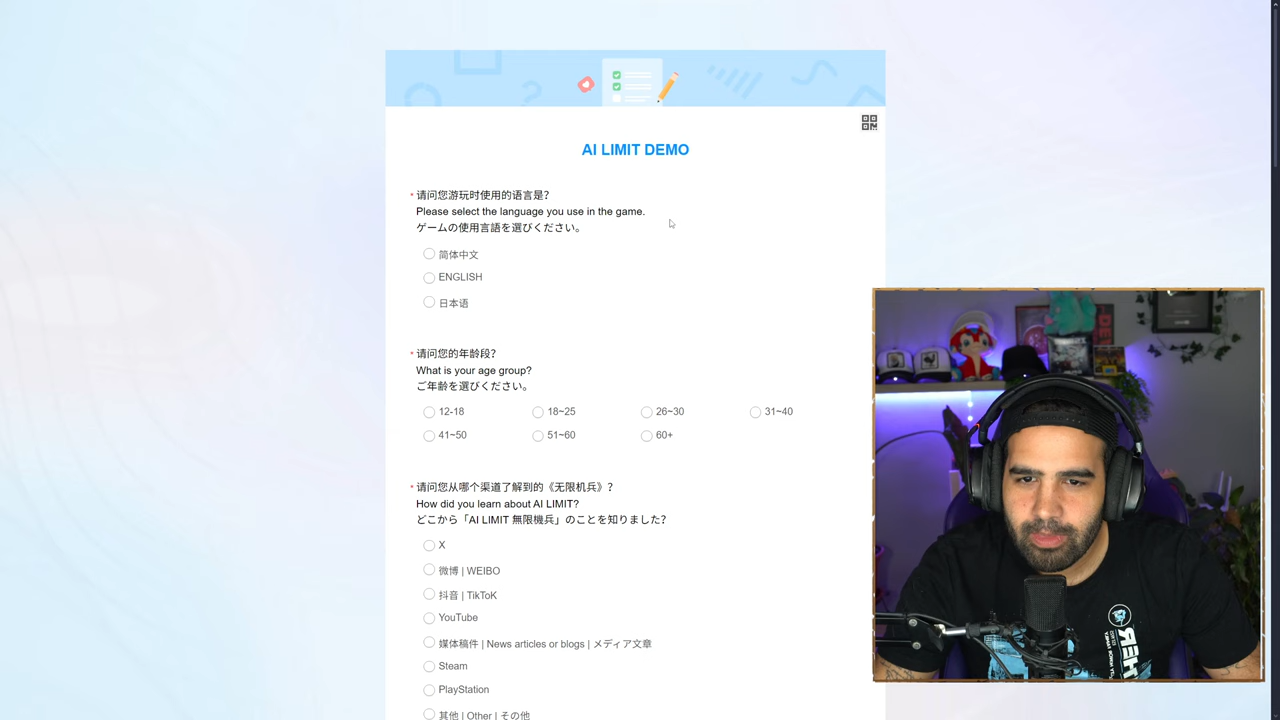 AI LIMIT DEMO
* 请问您游玩时使用的语言是?
Please select the language you use in the game.
ゲームの使用言語を選びください。
简体中文
ENGLISH
日本语
* 请问您的年龄段?
What is your age group?
ご年齢を選びください。
12-18 18~25 26~30 31~40
41~50 51~60 60+
* 请问您从哪个渠道了解到的《无限机兵》?
How did you learn about AI LIMIT?
どこから「AI LIMIT 無限機兵」のことを知りました?
X
微博 | WEIBO
抖音 | TikToK
YouTube
媒体稿件 | News articles or blogs | メディア文章
Steam
PlayStation
其他 | Other | その他